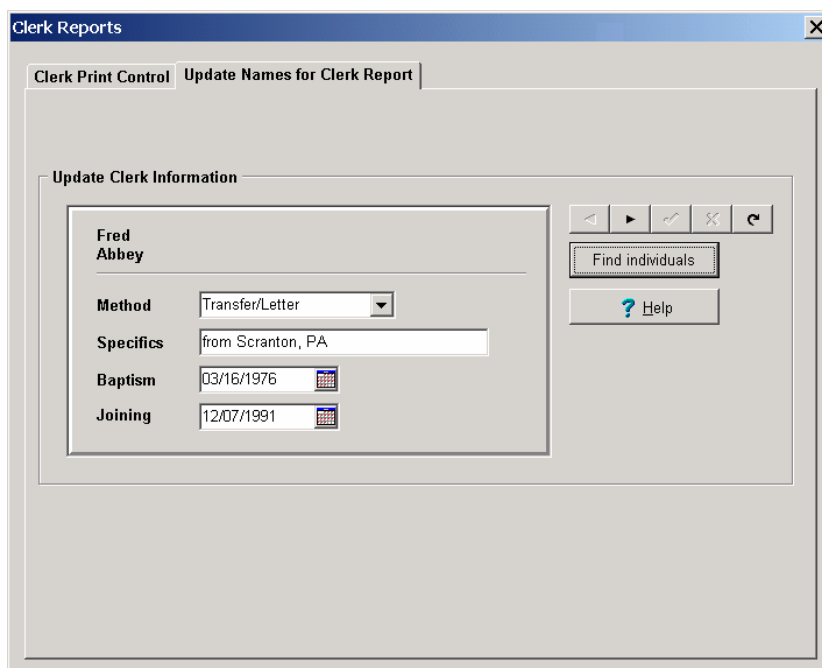 Clerk Reports
Clerk Print Control
Update Names for Clerk Report
Update Clerk Information
Fred
Abbey
Method Transfer/Letter
Specifics from Scranton, PA
Baptism 03/16/1976
Joining 12/07/1991
Find individuals
? Help